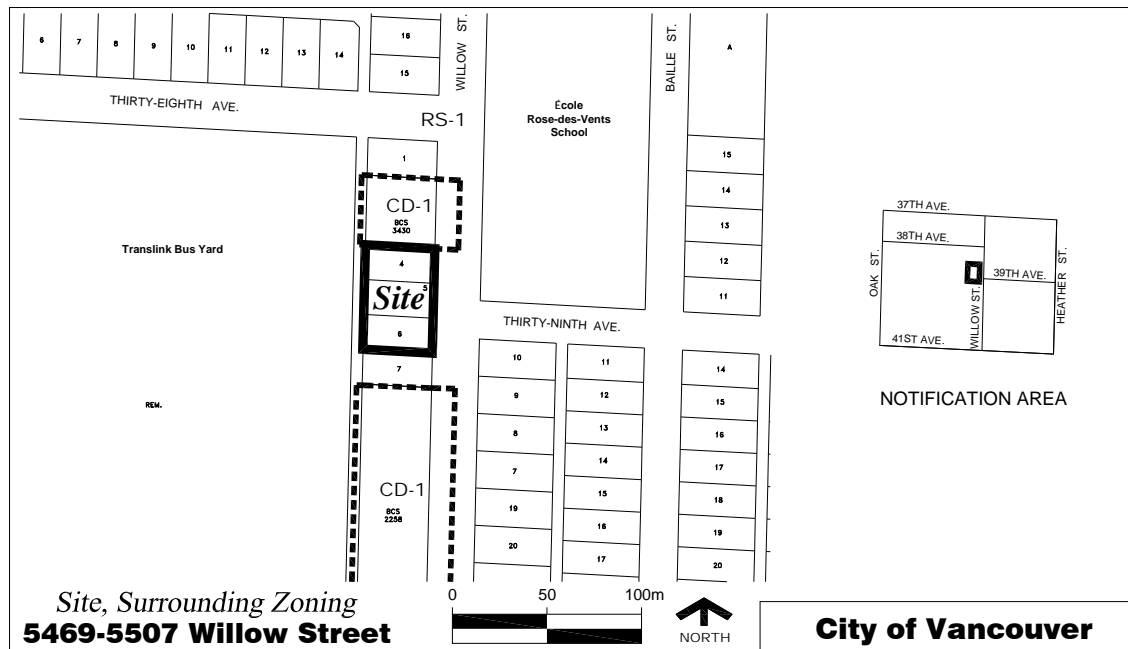 6 7 8 9 10 11 12 13 14
16
15
WILLOW ST.
BAILLE ST.
A
THIRTY-EIGHTH AVE.
RS-1
École
Rose-des-Vents
School
1
CD-1
BCS
3430
Translink Bus Yard
4
5
Site
6
7
15
14
13
12
11
THIRTY-NINTH AVE.
REM.
CD-1
BCS
2258
10
9
8
7
19
20
11
12
13
14
15
16
17
14
15
16
17
18
19
20
37TH AVE.
38TH AVE.
39TH AVE.
41ST AVE.
OAK ST.
WILLOW ST.
HEATHER ST.
NOTIFICATION AREA
Site, Surrounding Zoning
5469-5507 Willow Street
0 50 100m
NORTH
City of Vancouver